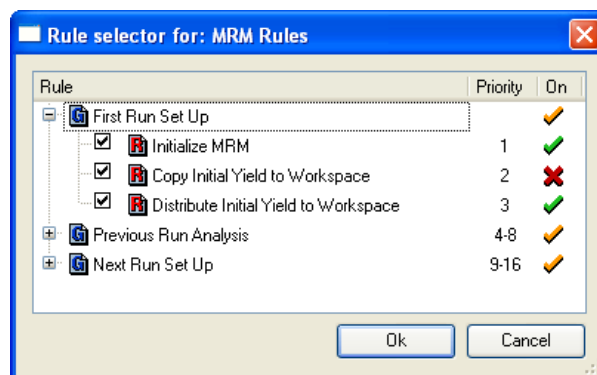 Rule selector for: MRM Rules
Rule Priority On
G First Run Set Up
R Initialize MRM 1
R Copy Initial Yield to Workspace 2
R Distribute Initial Yield to Workspace 3
G Previous Run Analysis 4-8
G Next Run Set Up 9-16
Ok Cancel